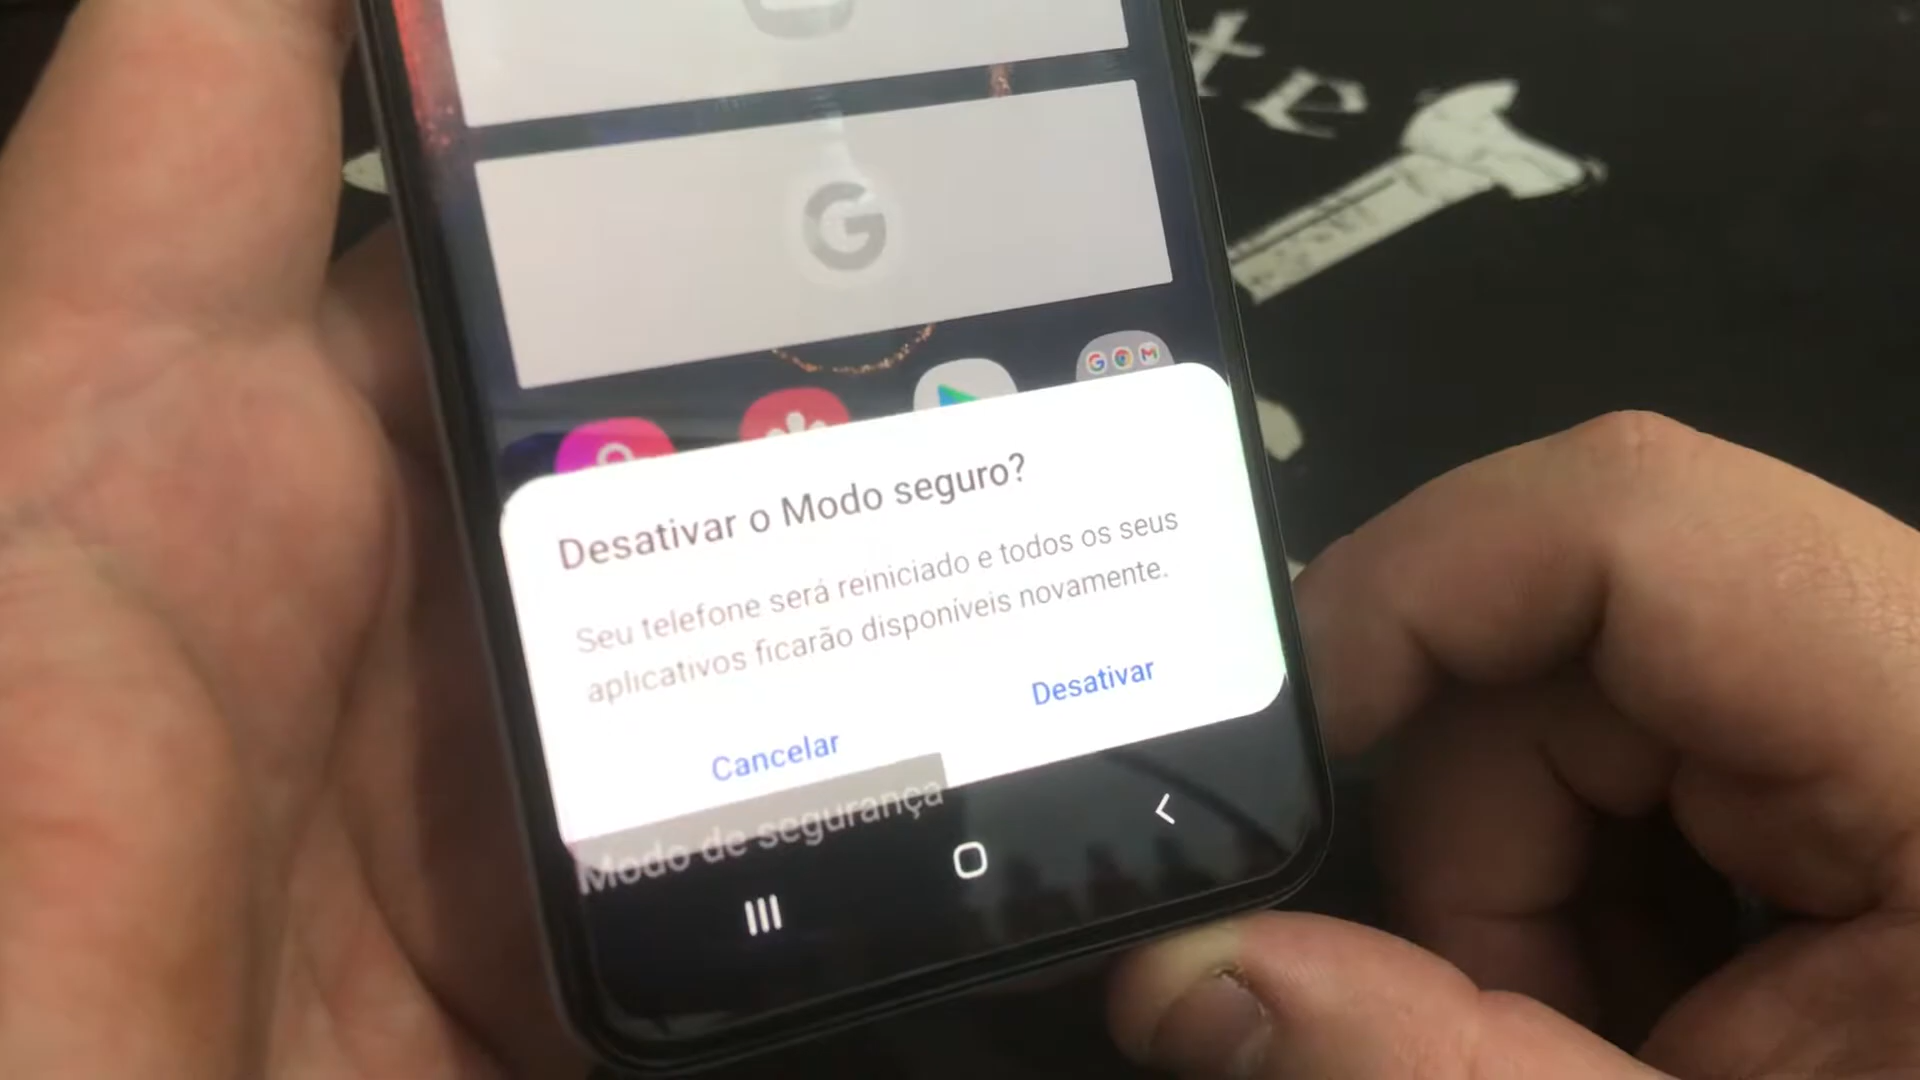 te
G
Desativar o Modo seguro?
Seu telefone será reiniciado e todos os seus
aplicativos ficarão disponíveis novamente.
Cancelar
Desativar
Modo de segurança